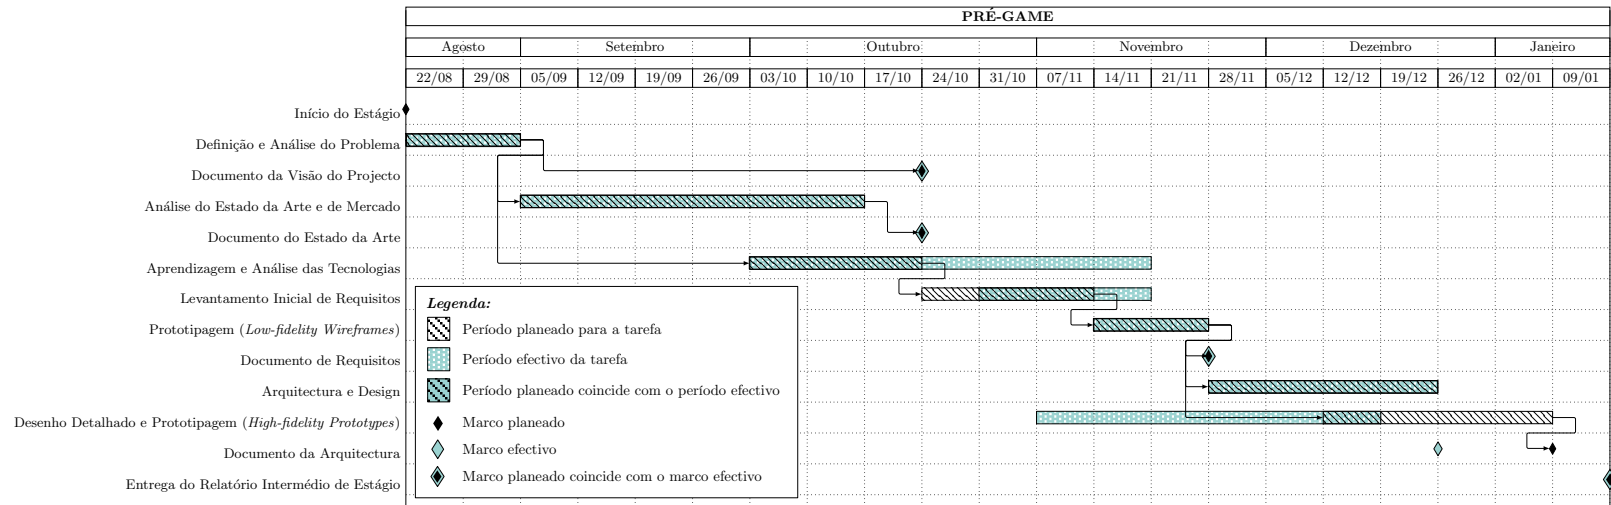 PRÉ-GAME
Agosto Setembro Outubro Novembro Dezembro Janeiro
22/08 29/08 05/09 12/09 19/09 26/09 03/10 10/10 17/10 24/10 31/10 07/11 14/11 21/11 28/11 05/12 12/12 19/12 26/12 02/01 09/01
Início do Estágio
Definição e Análise do Problema
Documento da Visão do Projecto
Análise do Estado da Arte e de Mercado
Documento do Estado da Arte
Aprendizagem e Análise das Tecnologias
Levantamento Inicial de Requisitos
Prototipagem (Low-fidelity Wireframes)
Documento de Requisitos
Arquitectura e Design
Desenho Detalhado e Prototipagem (High-fidelity Prototypes)
Documento da Arquitectura
Entrega do Relatório Intermédio de Estágio
Legenda:
Período planeado para a tarefa
Período efectivo da tarefa
Período planeado coincide com o período efectivo
Marco planeado
Marco efectivo
Marco planeado coincide com o marco efectivo